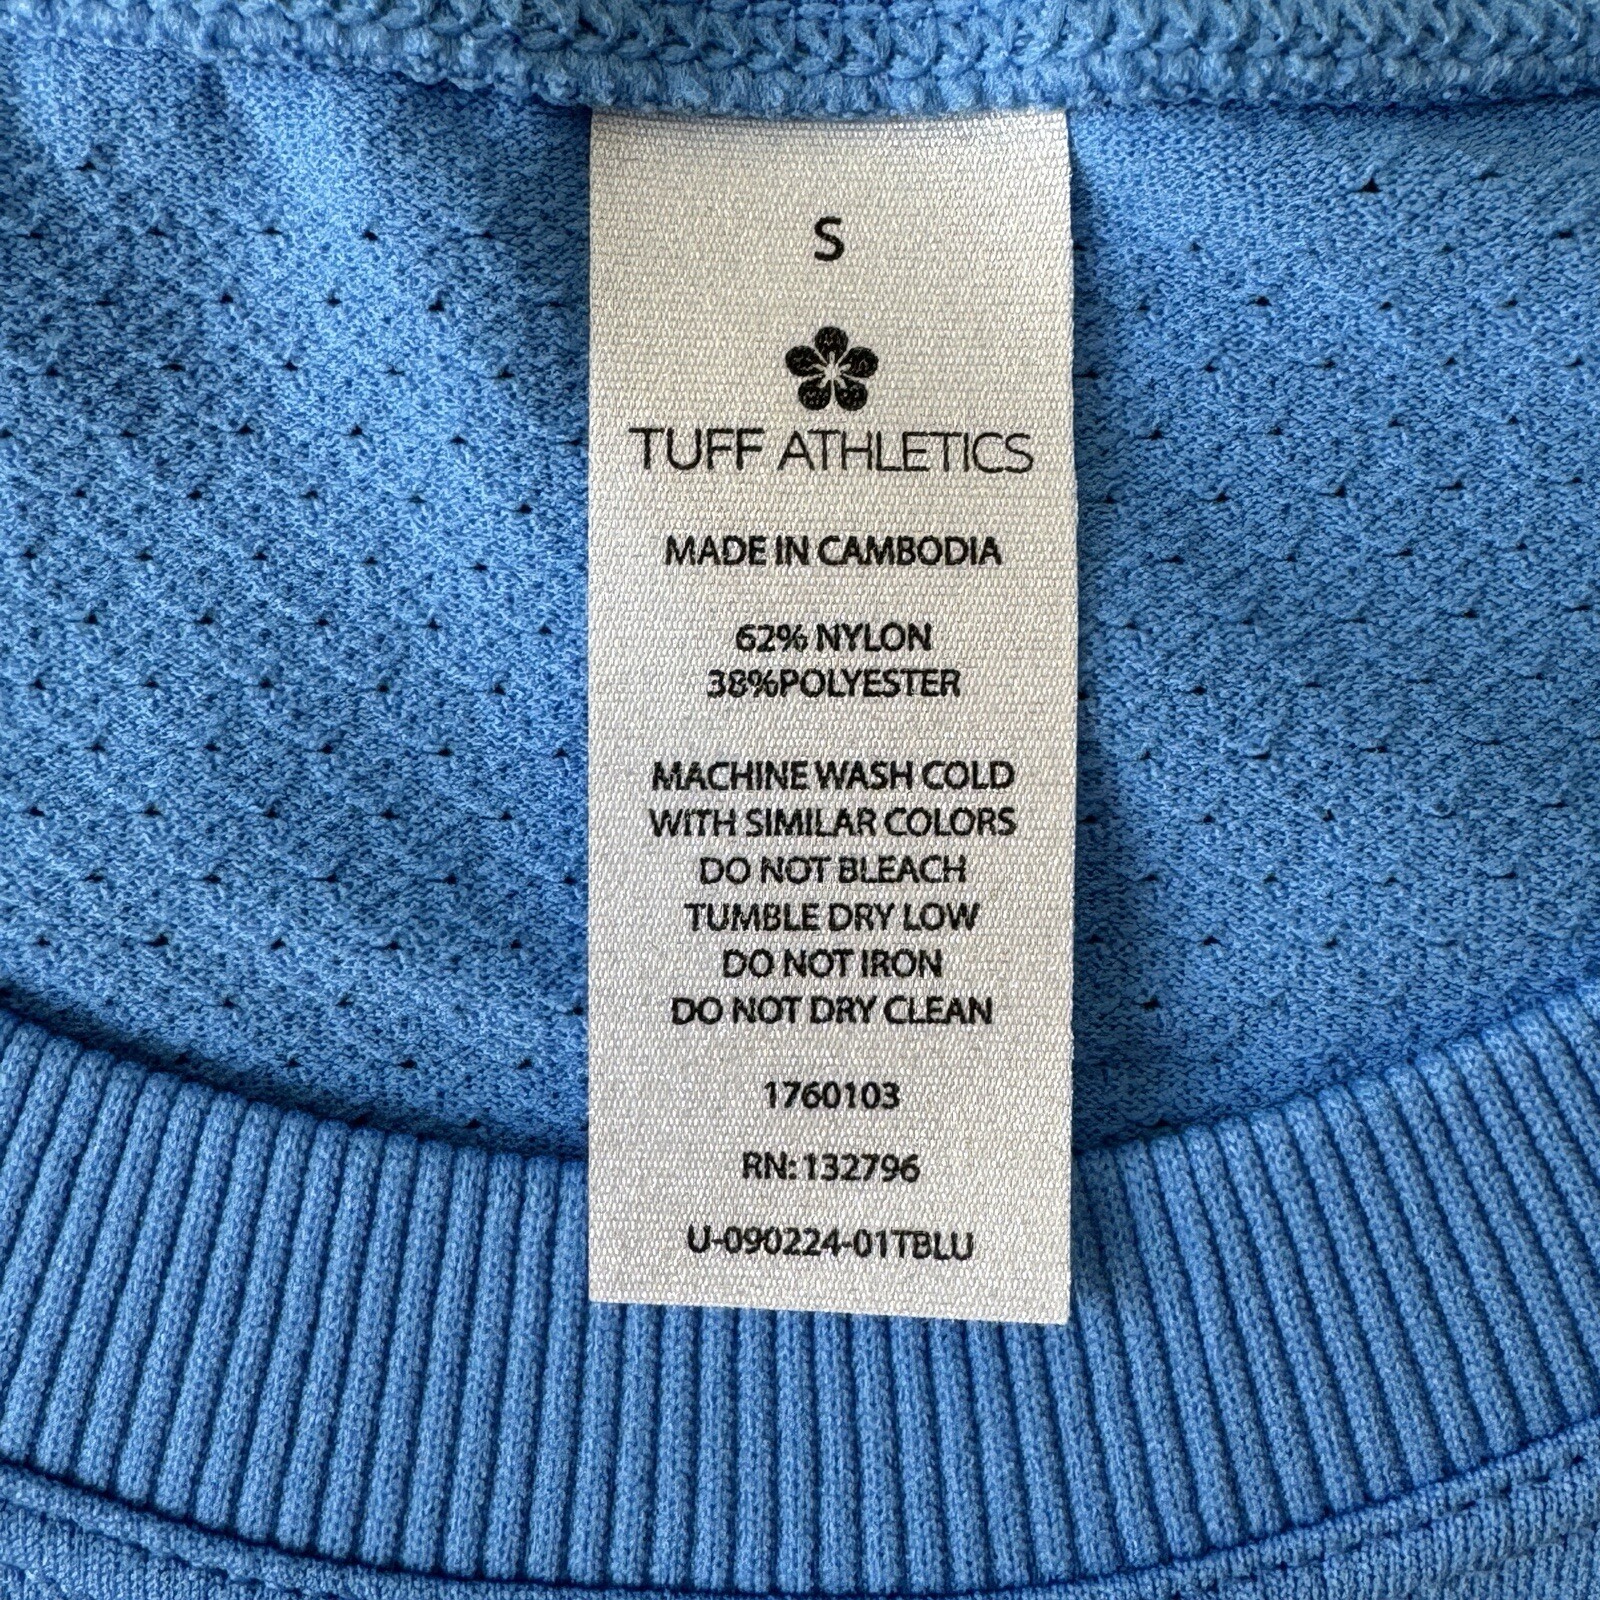 S
TUFF ATHLETICS
MADE IN CAMBODIA
62% NYLON
38%POLYESTER
MACHINE WASH COLD
WITH SIMILAR COLORS
DO NOT BLEACH
TUMBLE DRY LOW
DO NOT IRON
DO NOT DRY CLEAN
1760103
RN: 132796
U-090224-01TBLU